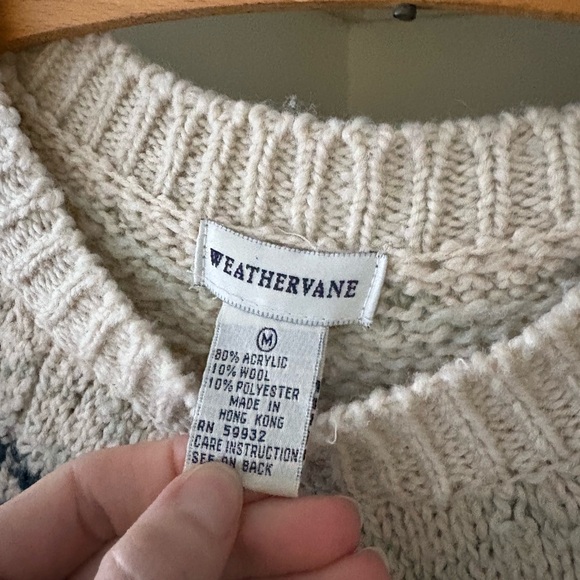 WEATHERVANE
M
80% ACRYLIC
10% WOOL
10% POLYESTER
MADE IN
HONG KONG
RN 59932
CARE INSTRUCTION
SEE ON BACK